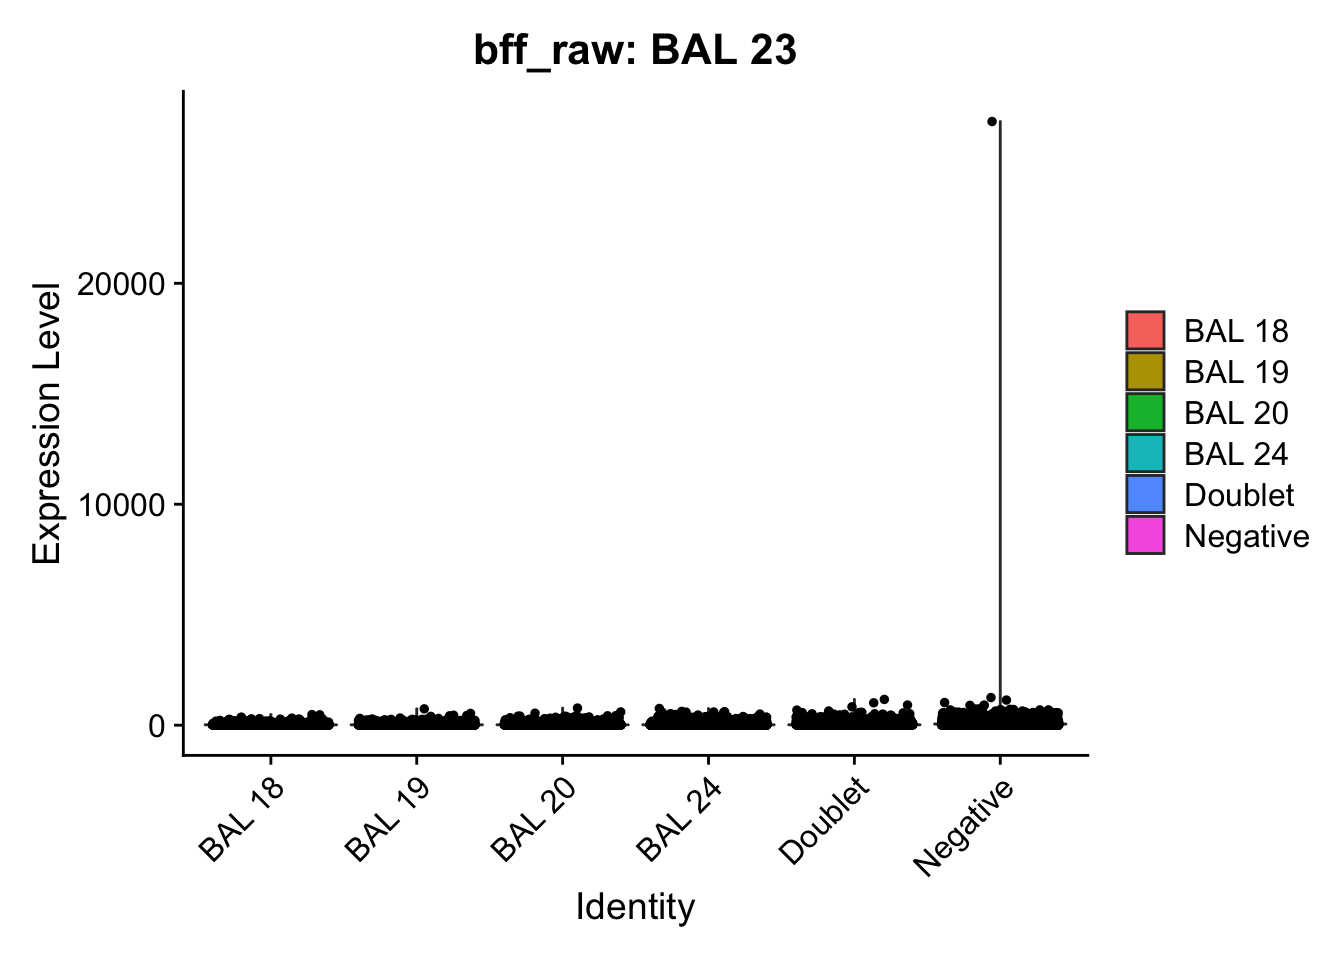 bff_raw: BAL 23
Expression Level
20000
10000
0
BAL 18
BAL 19
BAL 20
BAL 24
Doublet
Negative
Identity
BAL 18
BAL 19
BAL 20
BAL 24
Doublet
Negative